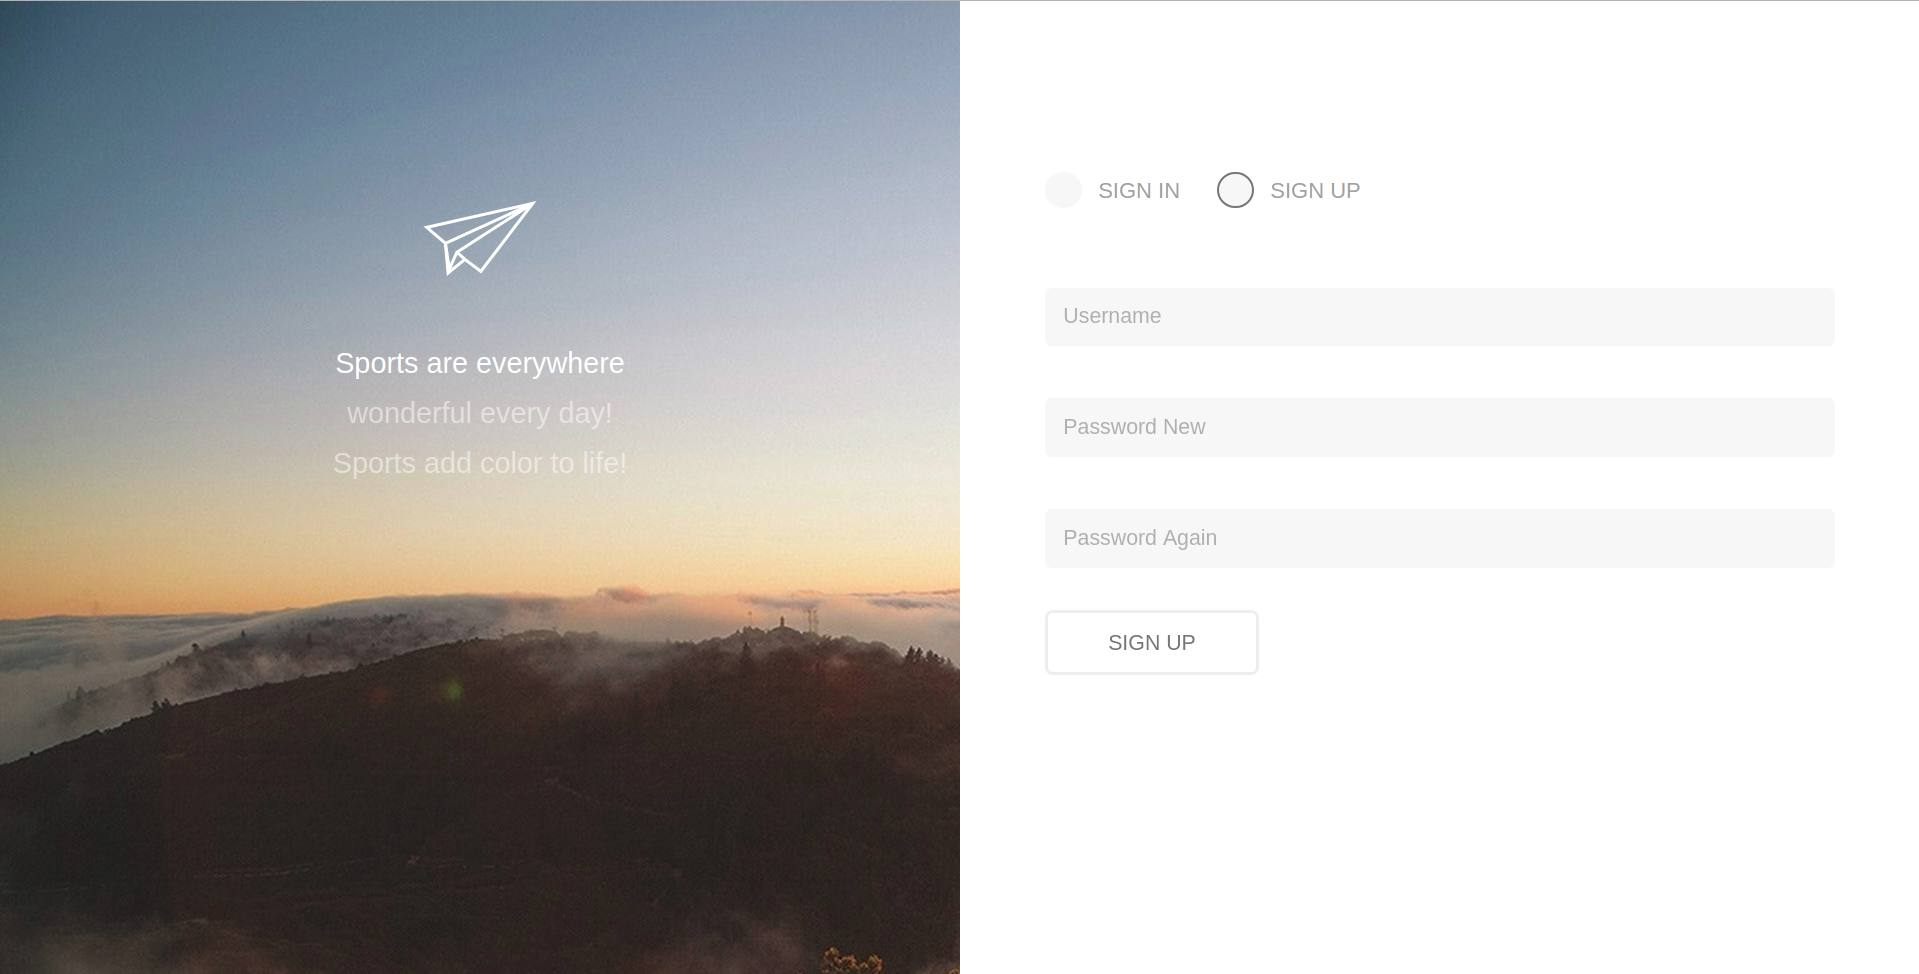 Sports are everywhere
wonderful every day!
Sports add color to life!
SIGN IN
SIGN UP
Username
Password New
Password Again
SIGN UP